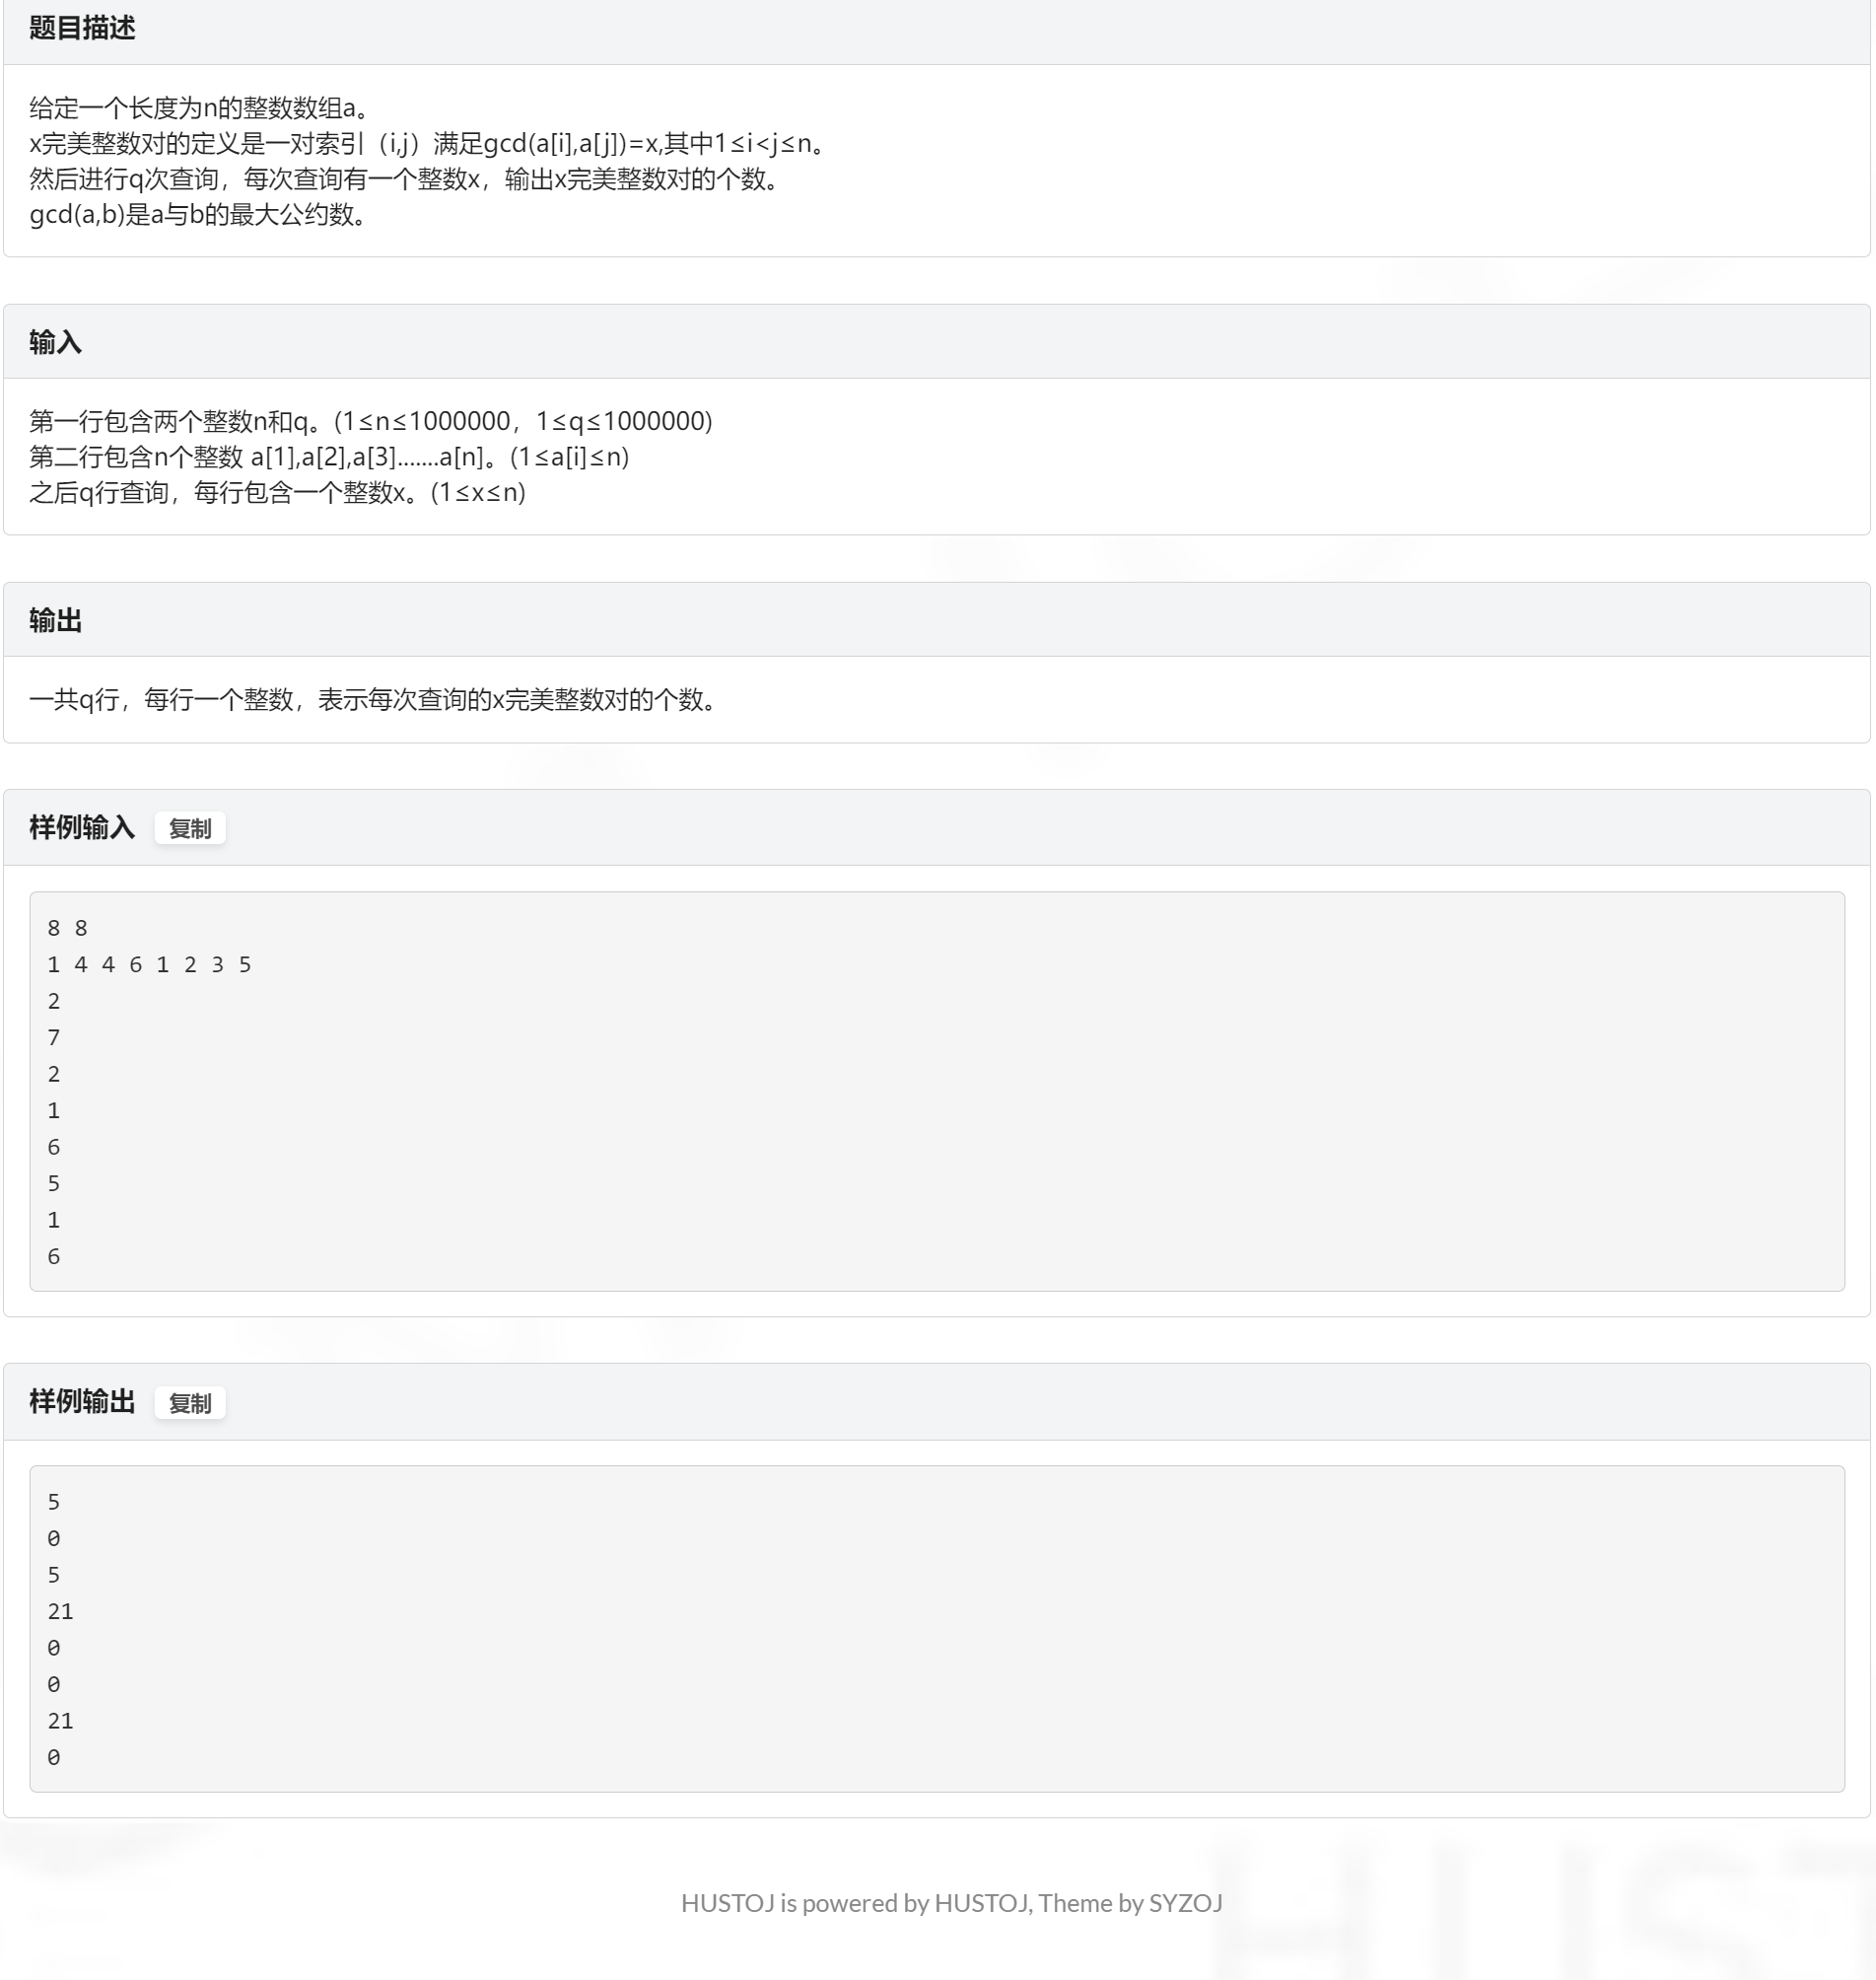 题目描述
给定一个长度为n的整数数组a。
x完美整数对的定义是一对索引（i,j）满足gcd(a[i],a[j])=x,其中1≤i<j≤n。
然后进行q次查询，每次查询有一个整数x，输出x完美整数对的个数。
gcd(a,b)是a与b的最大公约数。
输入
第一行包含两个整数n和q。(1≤n≤1000000，1≤q≤1000000)
第二行包含n个整数 a[1],a[2],a[3].......a[n]。(1≤a[i]≤n)
之后q行查询，每行包含一个整数x。(1≤x≤n)
输出
一共q行，每行一个整数，表示每次查询的x完美整数对的个数。
样例输入 复制
8 8
1 4 4 6 1 2 3 5
2
7
2
1
6
5
1
6
样例输出 复制
5
0
5
21
0
0
21
0
HUSTOJ is powered by HUSTOJ, Theme by SYZOJ